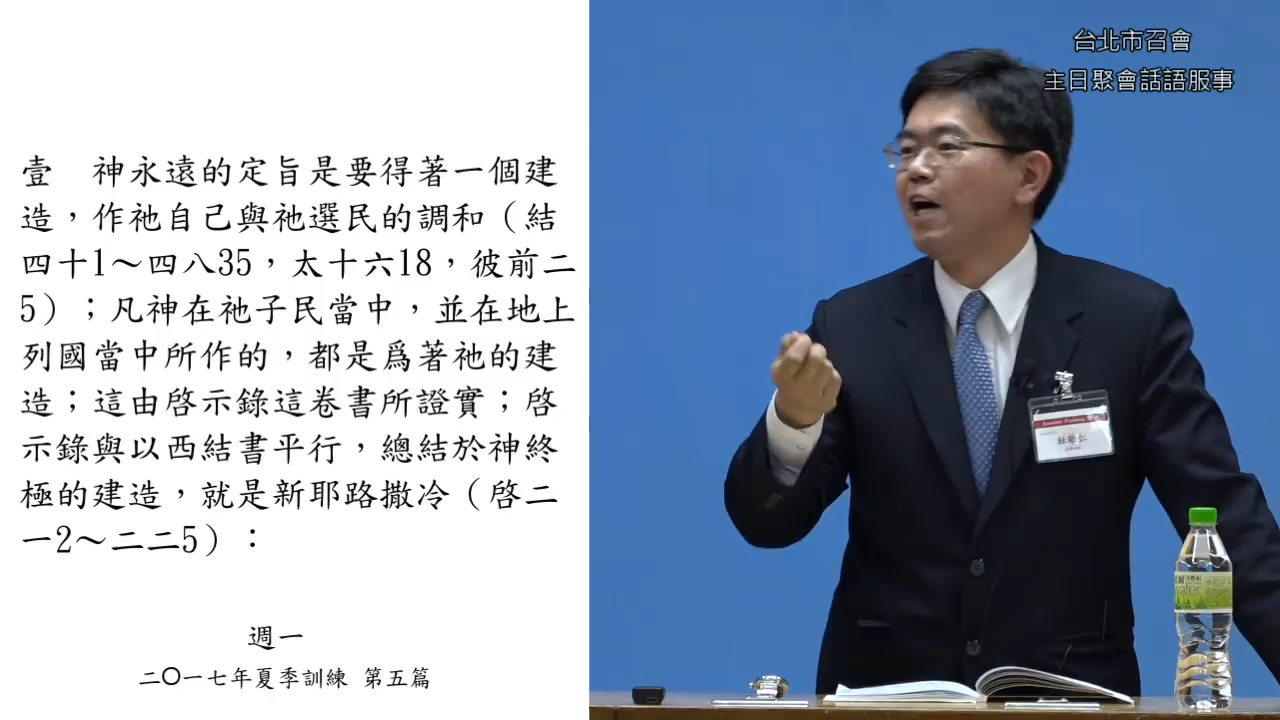 壹　神永遠的定旨是要得著一個建
造，作祂自己與祂選民的調和（結
四十1～四八35，太十六18，彼前二
5）；凡神在祂子民當中，並在地上
列國當中所作的，都是爲著祂的建
造；這由啓示錄這卷書所證實；啓
示錄與以西結書平行，總結於神終
極的建造，就是新耶路撒冷（啓二
一2～二二5）：
週一
二〇一七年夏季訓練 第五篇
台北市召會
主日聚會話語服事
water